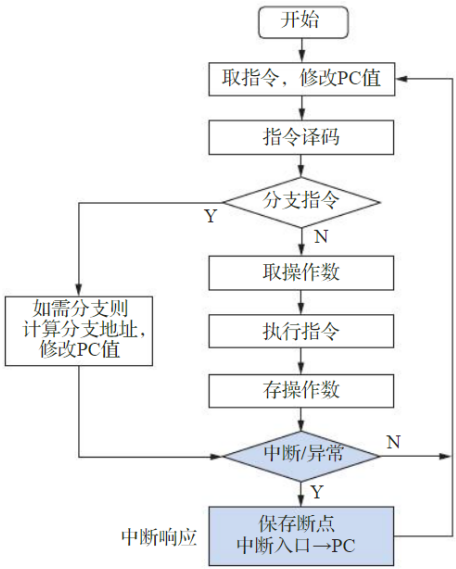 开始
取指令，修改PC值
指令译码
分支指令
Y
N
取操作数
如需分支则
计算分支地址，
修改PC值
执行指令
存操作数
中断/异常
N
Y
中断响应
保存断点
中断入口→PC